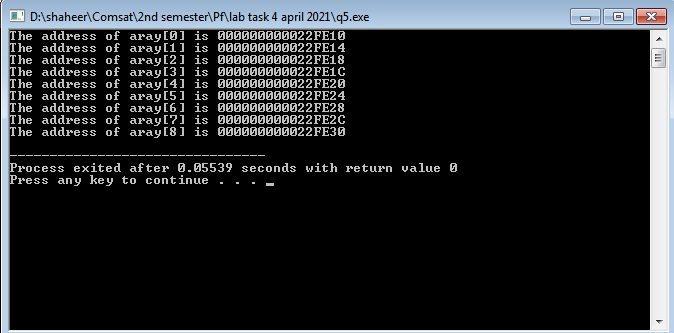 D:\shaheer\Comsat\2nd semester\Pf\lab task 4 april 2021\q5.exe
The address of aray[0] is 000000000022FE10
The address of aray[1] is 000000000022FE14
The address of aray[2] is 000000000022FE18
The address of aray[3] is 000000000022FE1C
The address of aray[4] is 000000000022FE20
The address of aray[5] is 000000000022FE24
The address of aray[6] is 000000000022FE28
The address of aray[7] is 000000000022FE2C
The address of aray[8] is 000000000022FE30
--------------------------------
Process exited after 0.05539 seconds with return value 0
Press any key to continue . . . _